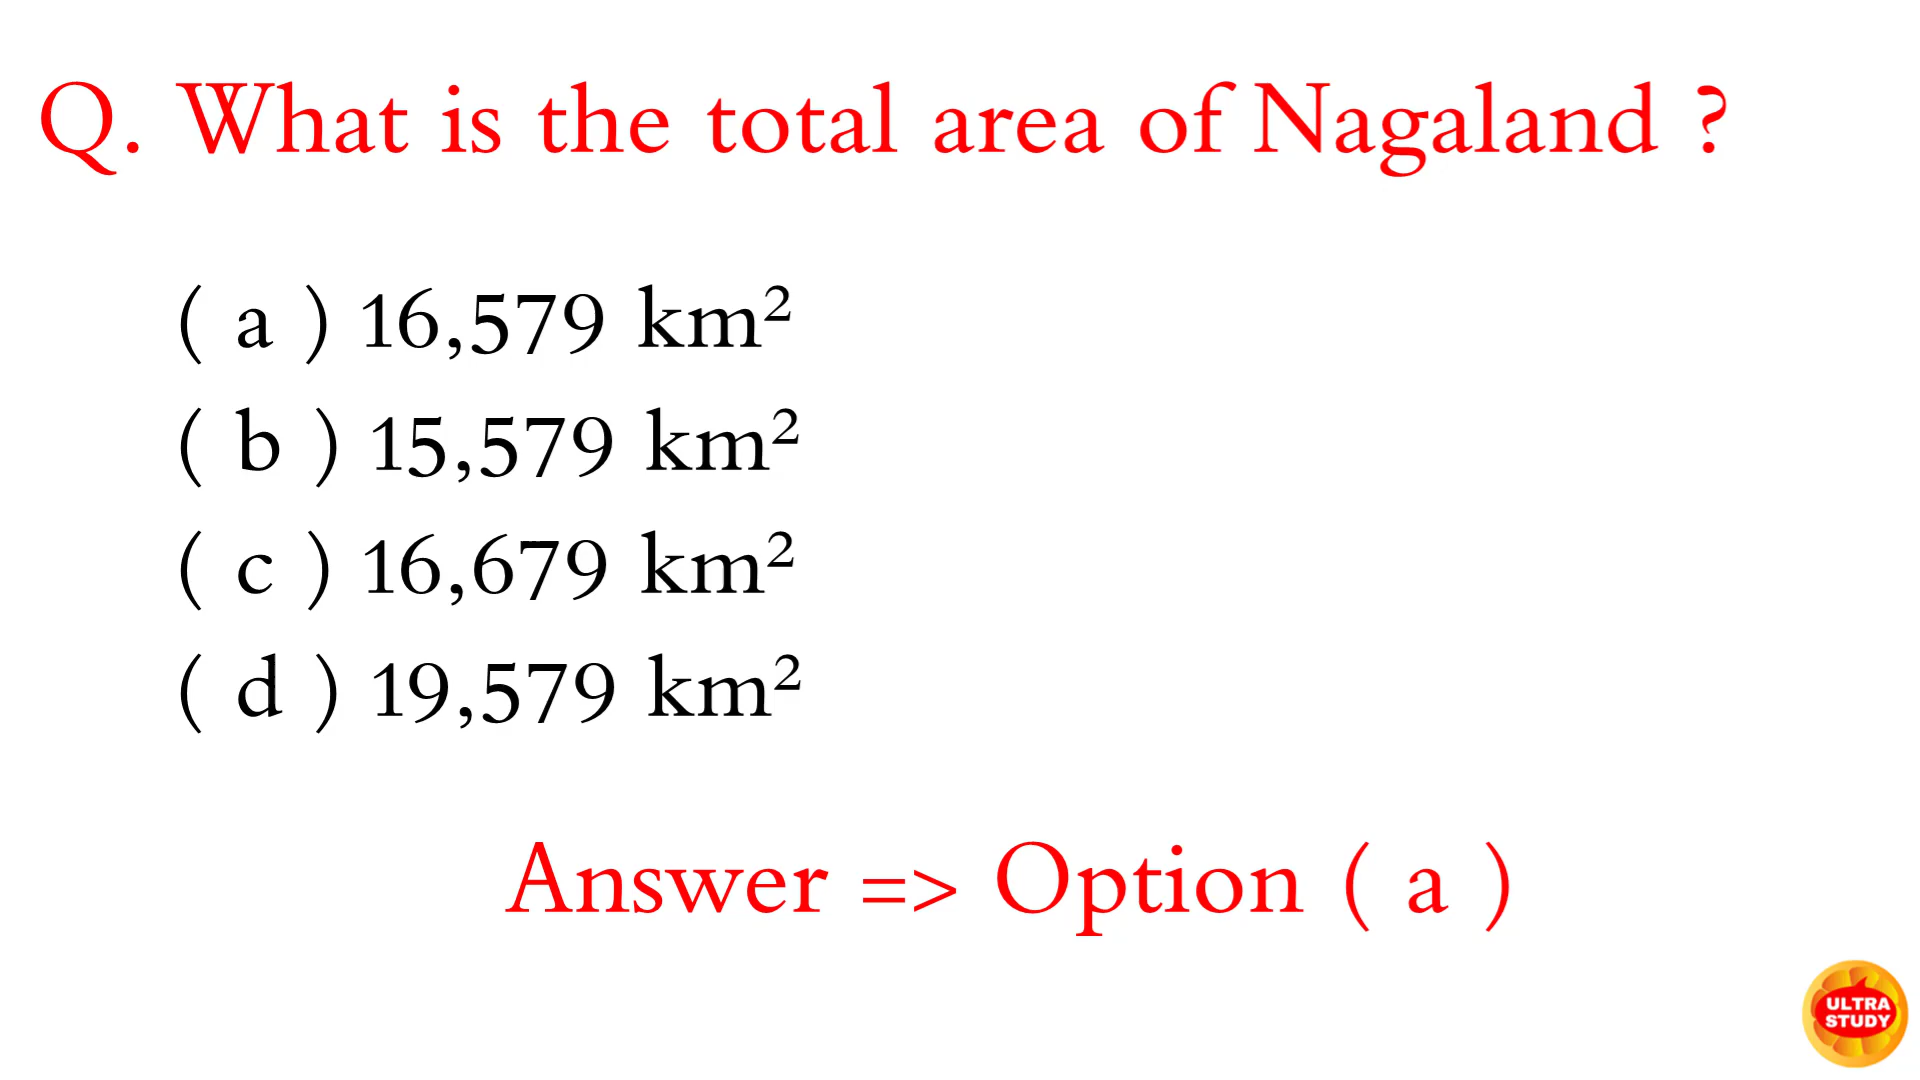 Q. What is the total area of Nagaland ?
( a ) 16,579 km²
( b ) 15,579 km²
( c ) 16,679 km²
( d ) 19,579 km²
Answer => Option ( a )
ULTRA
STUDY